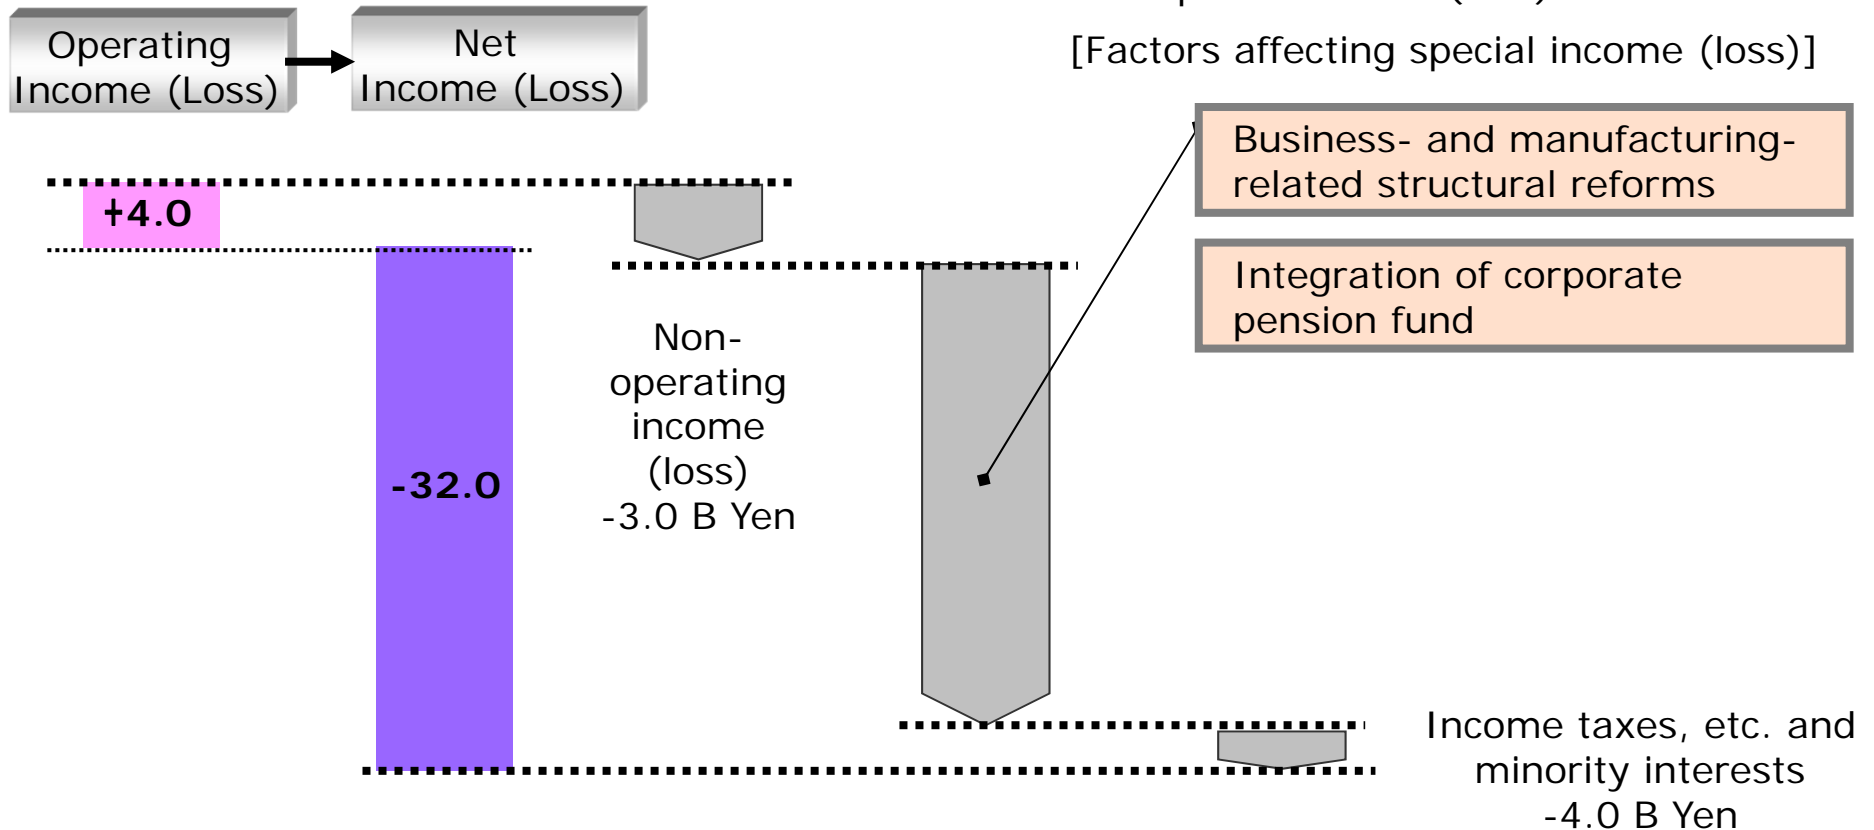 Operating
Income (Loss)
Net
Income (Loss)
[Factors affecting special income (loss)]
Business- and manufacturing-
related structural reforms
Integration of corporate
pension fund
+4.0
-32.0
Non-
operating
income
(loss)
-3.0 B Yen
Income taxes, etc. and
minority interests
-4.0 B Yen